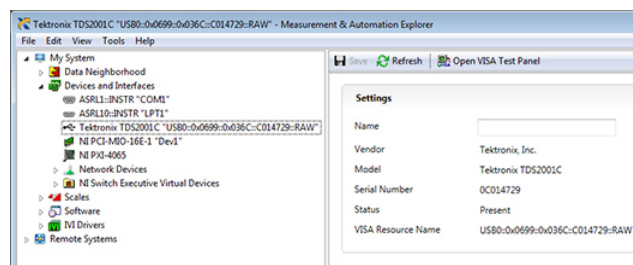 Tektronix TDS2001C "USB0::0x0699::0x036C::C014729::RAW" - Measurement & Automation Explorer
File Edit View Tools Help
My System
Data Neighborhood
Devices and Interfaces
ASRL1::INSTR "COM1"
ASRL10::INSTR "LPT1"
Tektronix TDS2001C "USB0::0x0699::0x036C::C014729::RAW"
NI PCI-MIO-16E-1 "Dev1"
NI PXI-4065
Network Devices
NI Switch Executive Virtual Devices
Scales
Software
IVI Drivers
Remote Systems
Save Refresh Open VISA Test Panel
Settings
Name
Vendor Tektronix, Inc.
Model Tektronix TDS2001C
Serial Number 0C014729
Status Present
VISA Resource Name USB0::0x0699::0x036C::C014729::RAW